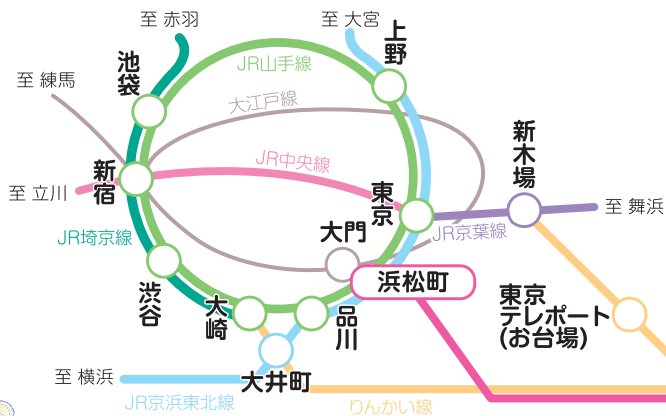 至 赤羽
至 大宮
上野
池袋
JR山手線
至 練馬
大江戸線
新木場
JR中央線
新宿
至 立川
東京
至 舞浜
大門
JR京葉線
JR埼京線
浜松町
渋谷
大崎
品川
東京
テレポート
(お台場)
至 横浜
大井町
JR京浜東北線
りんかい線